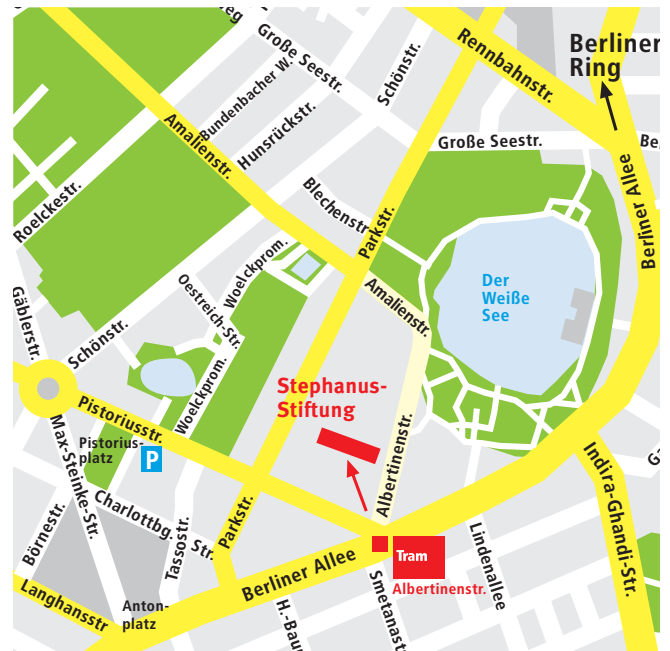 Große Seestr.
Rennbahnstr.
Berliner
Ring
Schönstr.
Bundenbacher W.
Hunsrückstr.
Amalienstr.
Große Seestr.
Roelckestr.
Blechenstr.
Parkstr.
Berliner Allee
Woelckprom.
Oestreich-Str.
Der
Weiße
See
Amalienstr.
Gäblerstr.
Schönstr.
Woelckprom.
Stephanus-
Stiftung
Pistoriusstr.
Pistorius-
platz
P
Max-Steinke-Str.
Albertinenstr.
Indira-Ghandi-Str.
Charlottbg. Str.
Parkstr.
Börnestr.
Tassostr.
Lindenallee
Berliner Allee
Tram
Albertinenstr.
Langhansstr
Anton-
platz
H.-Bau
Smetanastr